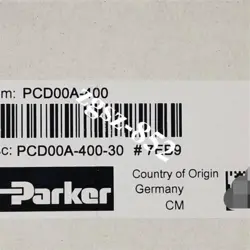 m: PCD00A-400
c: PCD00A-400-30 # 7FD9
Parker
Country of Origin
Germany
CM